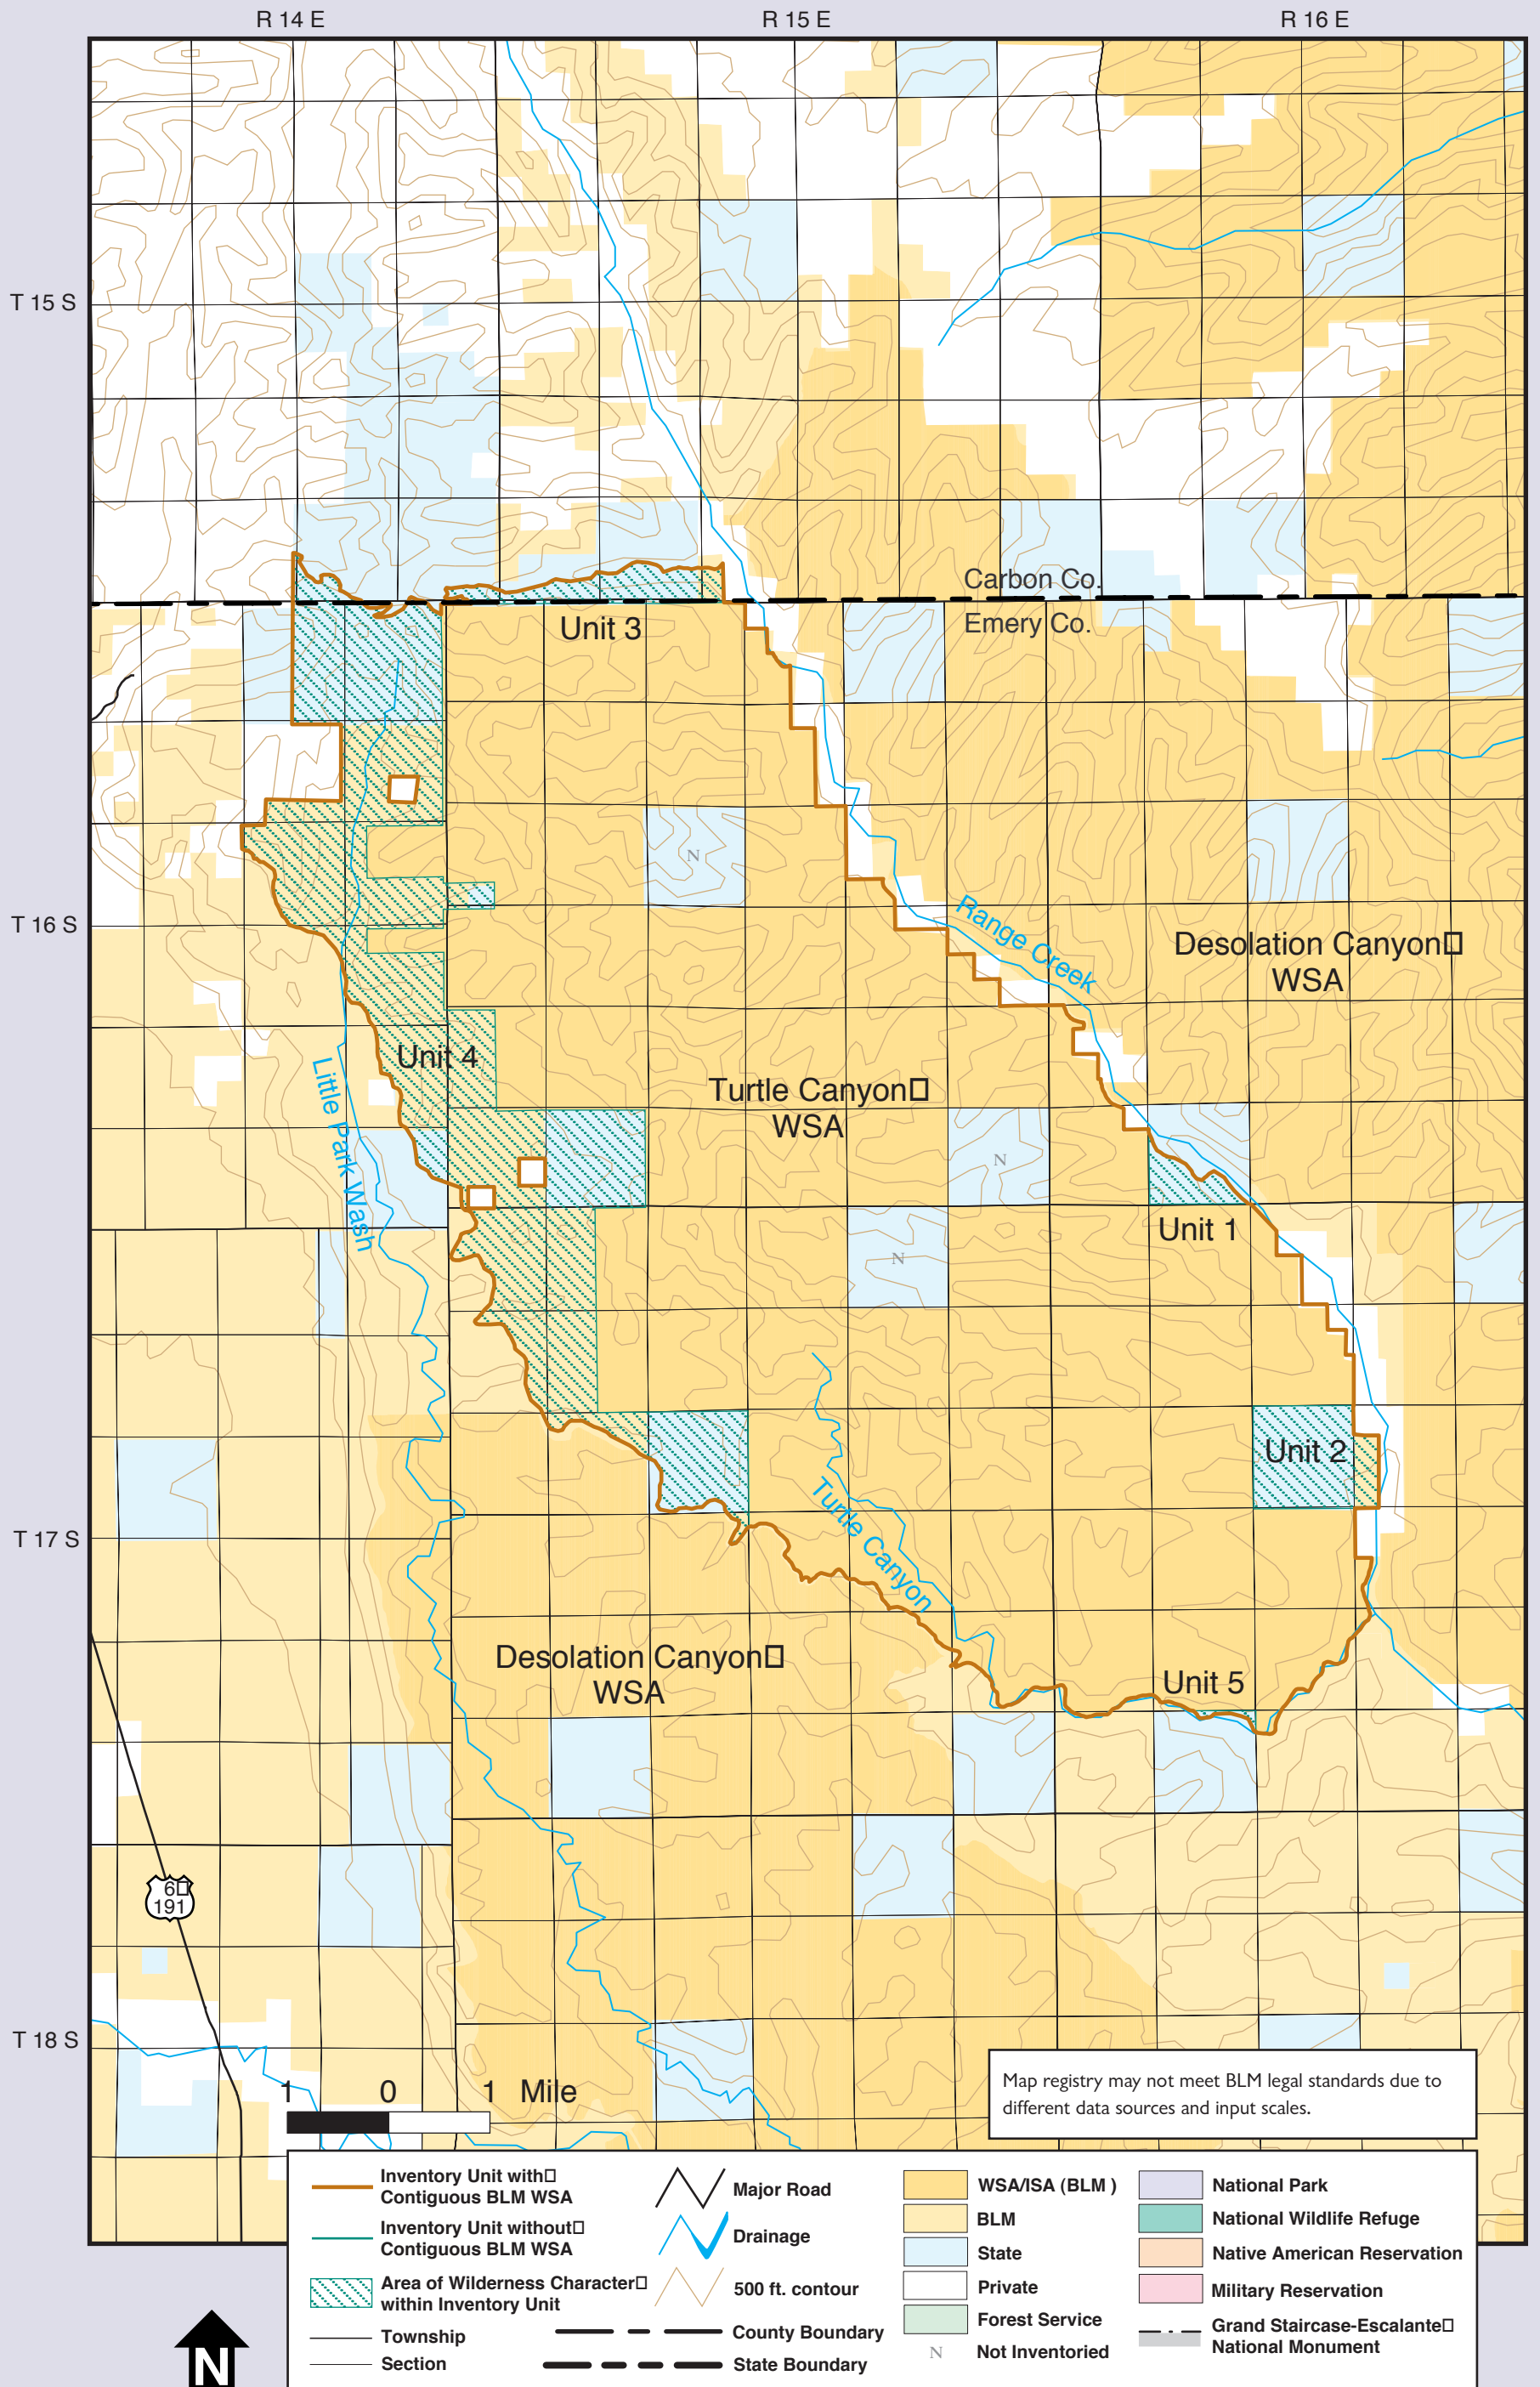 R 14 E
R 15 E
R 16 E
T 15 S
Carbon Co.
Emery Co.
Unit 3
N
T 16 S
Range Creek
Desolation Canyon
WSA
Unit 4
Little Park Wash
Turtle Canyon
WSA
N
Unit 1
N
Unit 2
Turtle Canyon
T 17 S
Desolation Canyon
WSA
Unit 5
6
191
T 18 S
1 0 1 Mile
Map registry may not meet BLM legal standards due to
different data sources and input scales.
Inventory Unit with
Contiguous BLM WSA
Inventory Unit without
Contiguous BLM WSA
Area of Wilderness Character
within Inventory Unit
Township
Section
Major Road
Drainage
500 ft. contour
County Boundary
State Boundary
WSA/ISA (BLM )
BLM
State
Private
Forest Service
N Not Inventoried
National Park
National Wildlife Refuge
Native American Reservation
Military Reservation
Grand Staircase-Escalante
National Monument
N